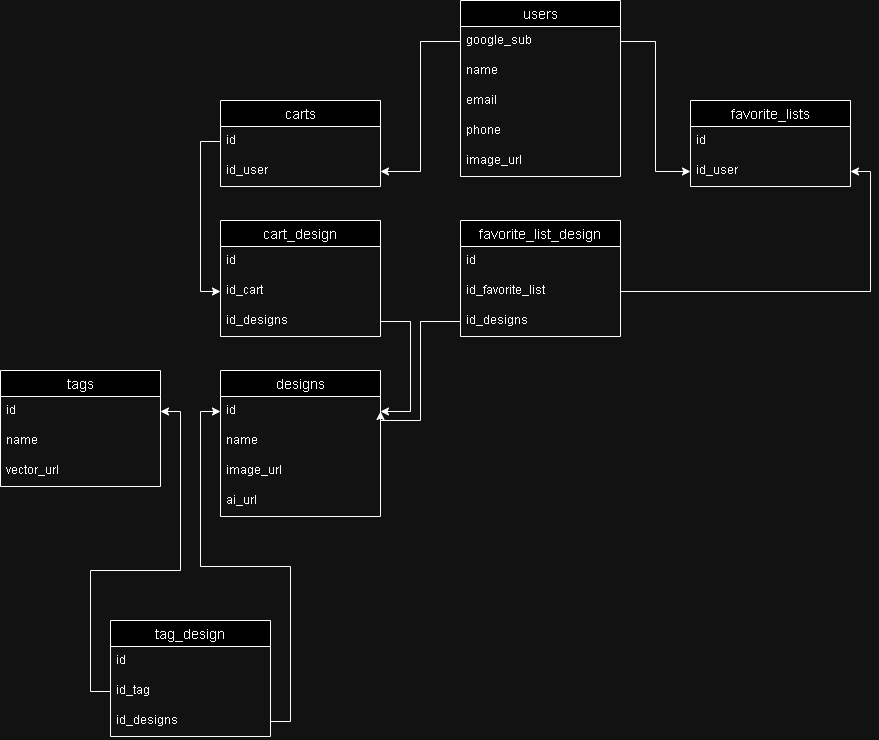 users
google_sub
name
email
phone
image_url
carts
id
id_user
favorite_lists
id
id_user
cart_design
id
id_cart
id_designs
favorite_list_design
id
id_favorite_list
id_designs
tags
id
name
vector_url
designs
id
name
image_url
ai_url
tag_design
id
id_tag
id_designs